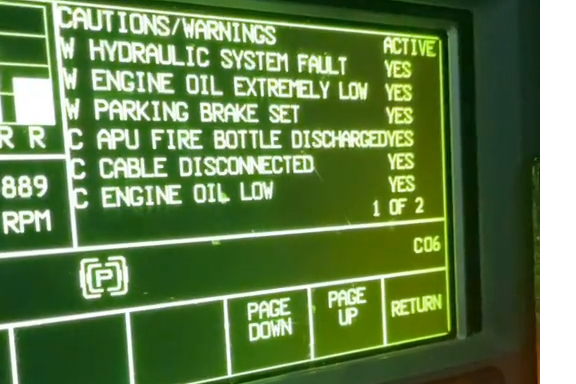 CAUTIONS/WARNINGS ACTIVE
W HYDRAULIC SYSTEM FAULT YES
W ENGINE OIL EXTREMELY LOW YES
W PARKING BRAKE SET YES
C APU FIRE BOTTLE DISCHARGED YES
C CABLE DISCONNECTED YES
C ENGINE OIL LOW YES
1 OF 2
R R
889
RPM
C06
(P)
PAGE
DOWN
PAGE
UP
RETURN